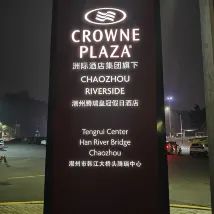 CROWNE
PLAZA
洲际酒店集团旗下
CHAOZHOU
RIVERSIDE
潮州腾瑞皇冠假日酒店
Tengrui Center
Han River Bridge
Chaozhou
潮州市韩江大桥头腾瑞中心